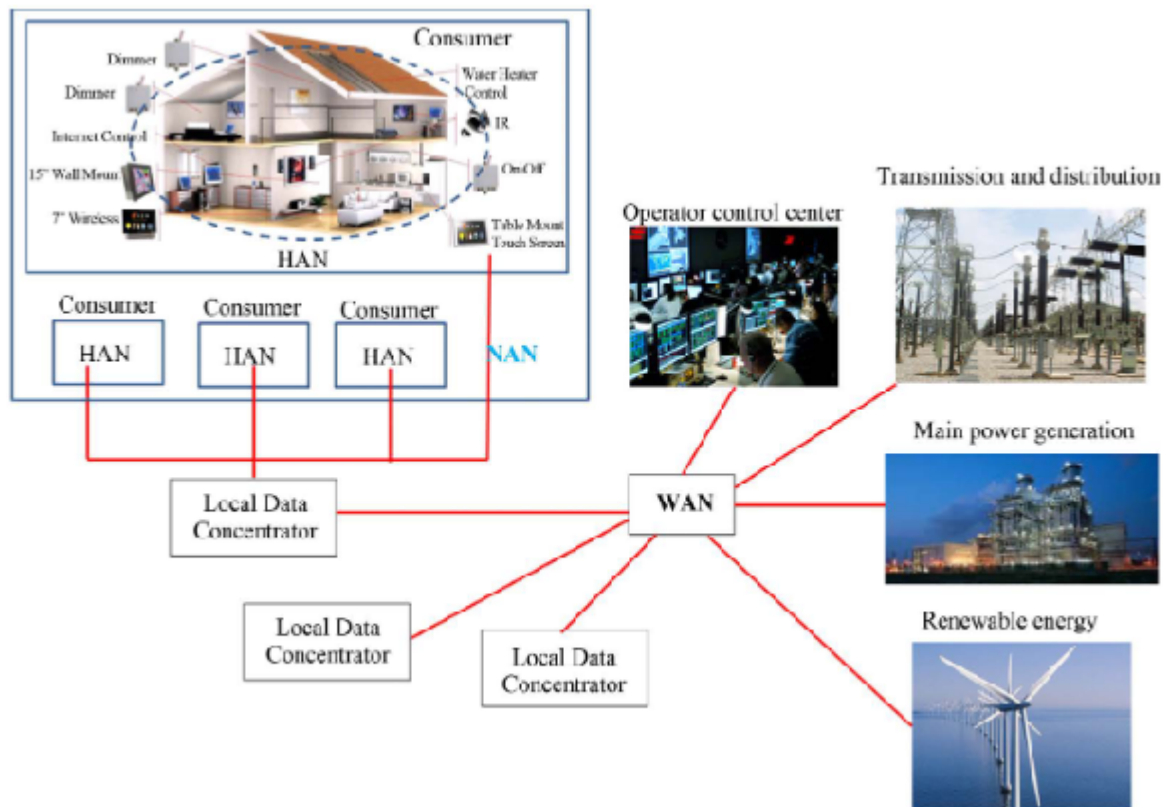 Consumer
Dimmer
Dimmer
Internet Control
15" Wall Moun
7" Wireless
Water Heater
Control
IR
On/Off
Table Mount
Touch Screen
HAN
Consumer
HAN
Consumer
HAN
Consumer
HAN
NAN
Local Data
Concentrator
Local Data
Concentrator
Local Data
Concentrator
WAN
Operator control center
Transmission and distribution
Main power generation
Renewable energy